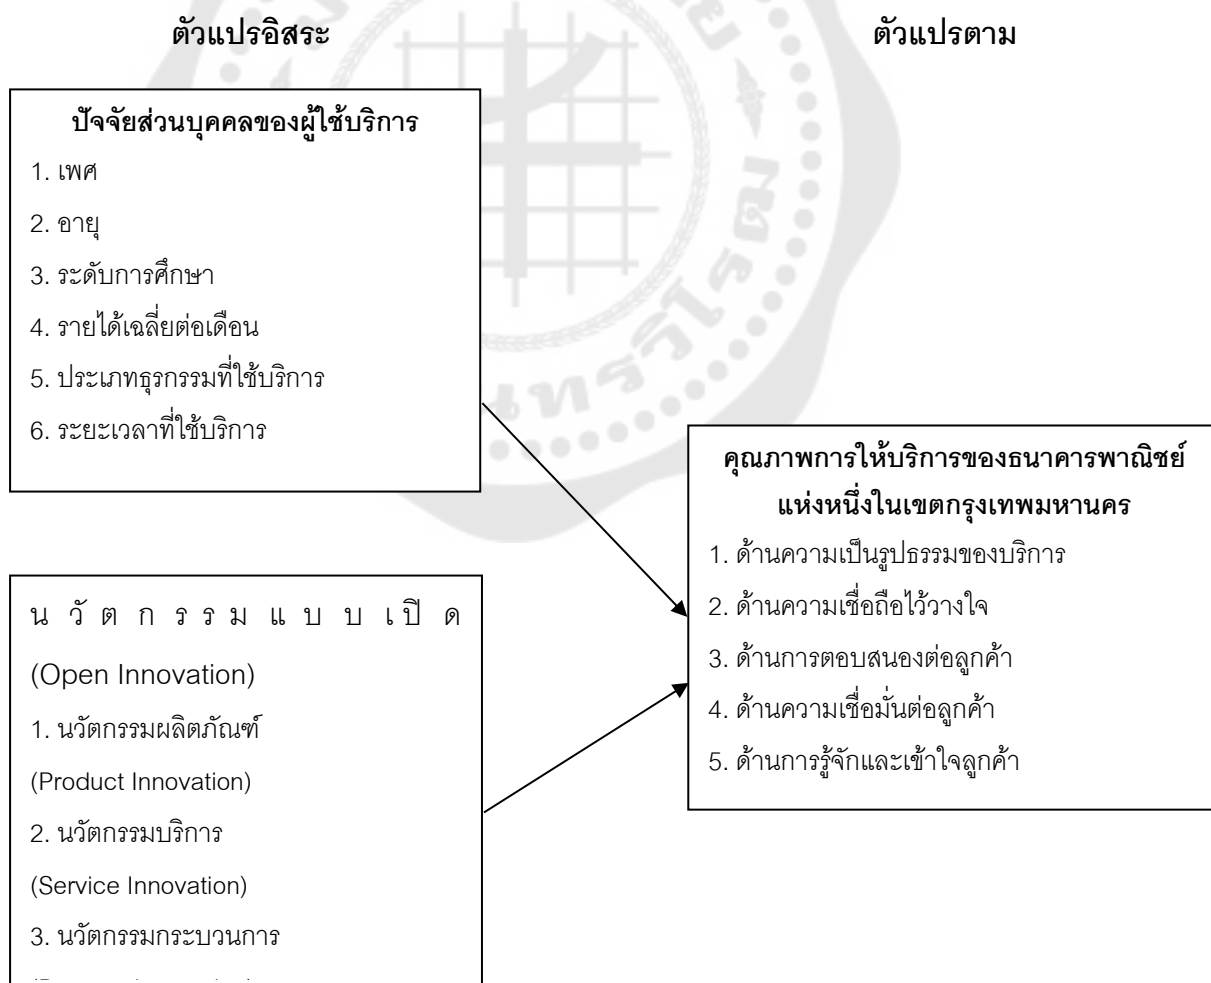 ตัวแปรอิสระ
ตัวแปรตาม
ปัจจัยส่วนบุคคลของผู้ใช้บริการ
1. เพศ
2. อายุ
3. ระดับการศึกษา
4. รายได้เฉลี่ยต่อเดือน
5. ประเภทธุรกรรมที่ใช้บริการ
6. ระยะเวลาที่ใช้บริการ
นวัตกรรมแบบเปิด
(Open Innovation)
1. นวัตกรรมผลิตภัณฑ์
(Product Innovation)
2. นวัตกรรมบริการ
(Service Innovation)
3. นวัตกรรมกระบวนการ
คุณภาพการให้บริการของธนาคารพาณิชย์
แห่งหนึ่งในเขตกรุงเทพมหานคร
1. ด้านความเป็นรูปธรรมของบริการ
2. ด้านความเชื่อถือไว้วางใจ
3. ด้านการตอบสนองต่อลูกค้า
4. ด้านความเชื่อมั่นต่อลูกค้า
5. ด้านการรู้จักและเข้าใจลูกค้า